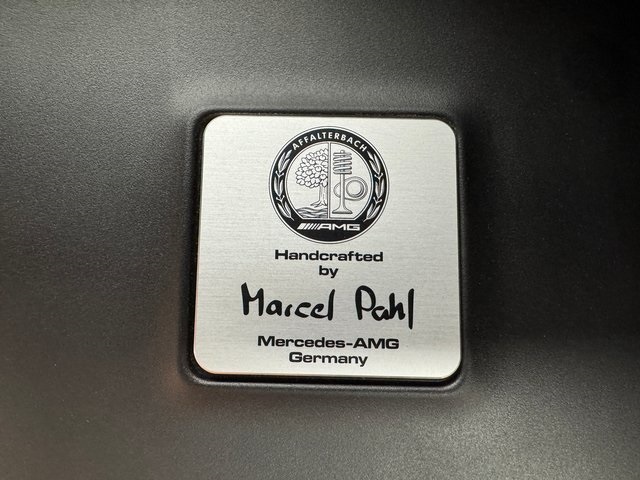 AFFALTERBACH
AMG
Handcrafted
by
Marcel Pahl
Mercedes-AMG
Germany